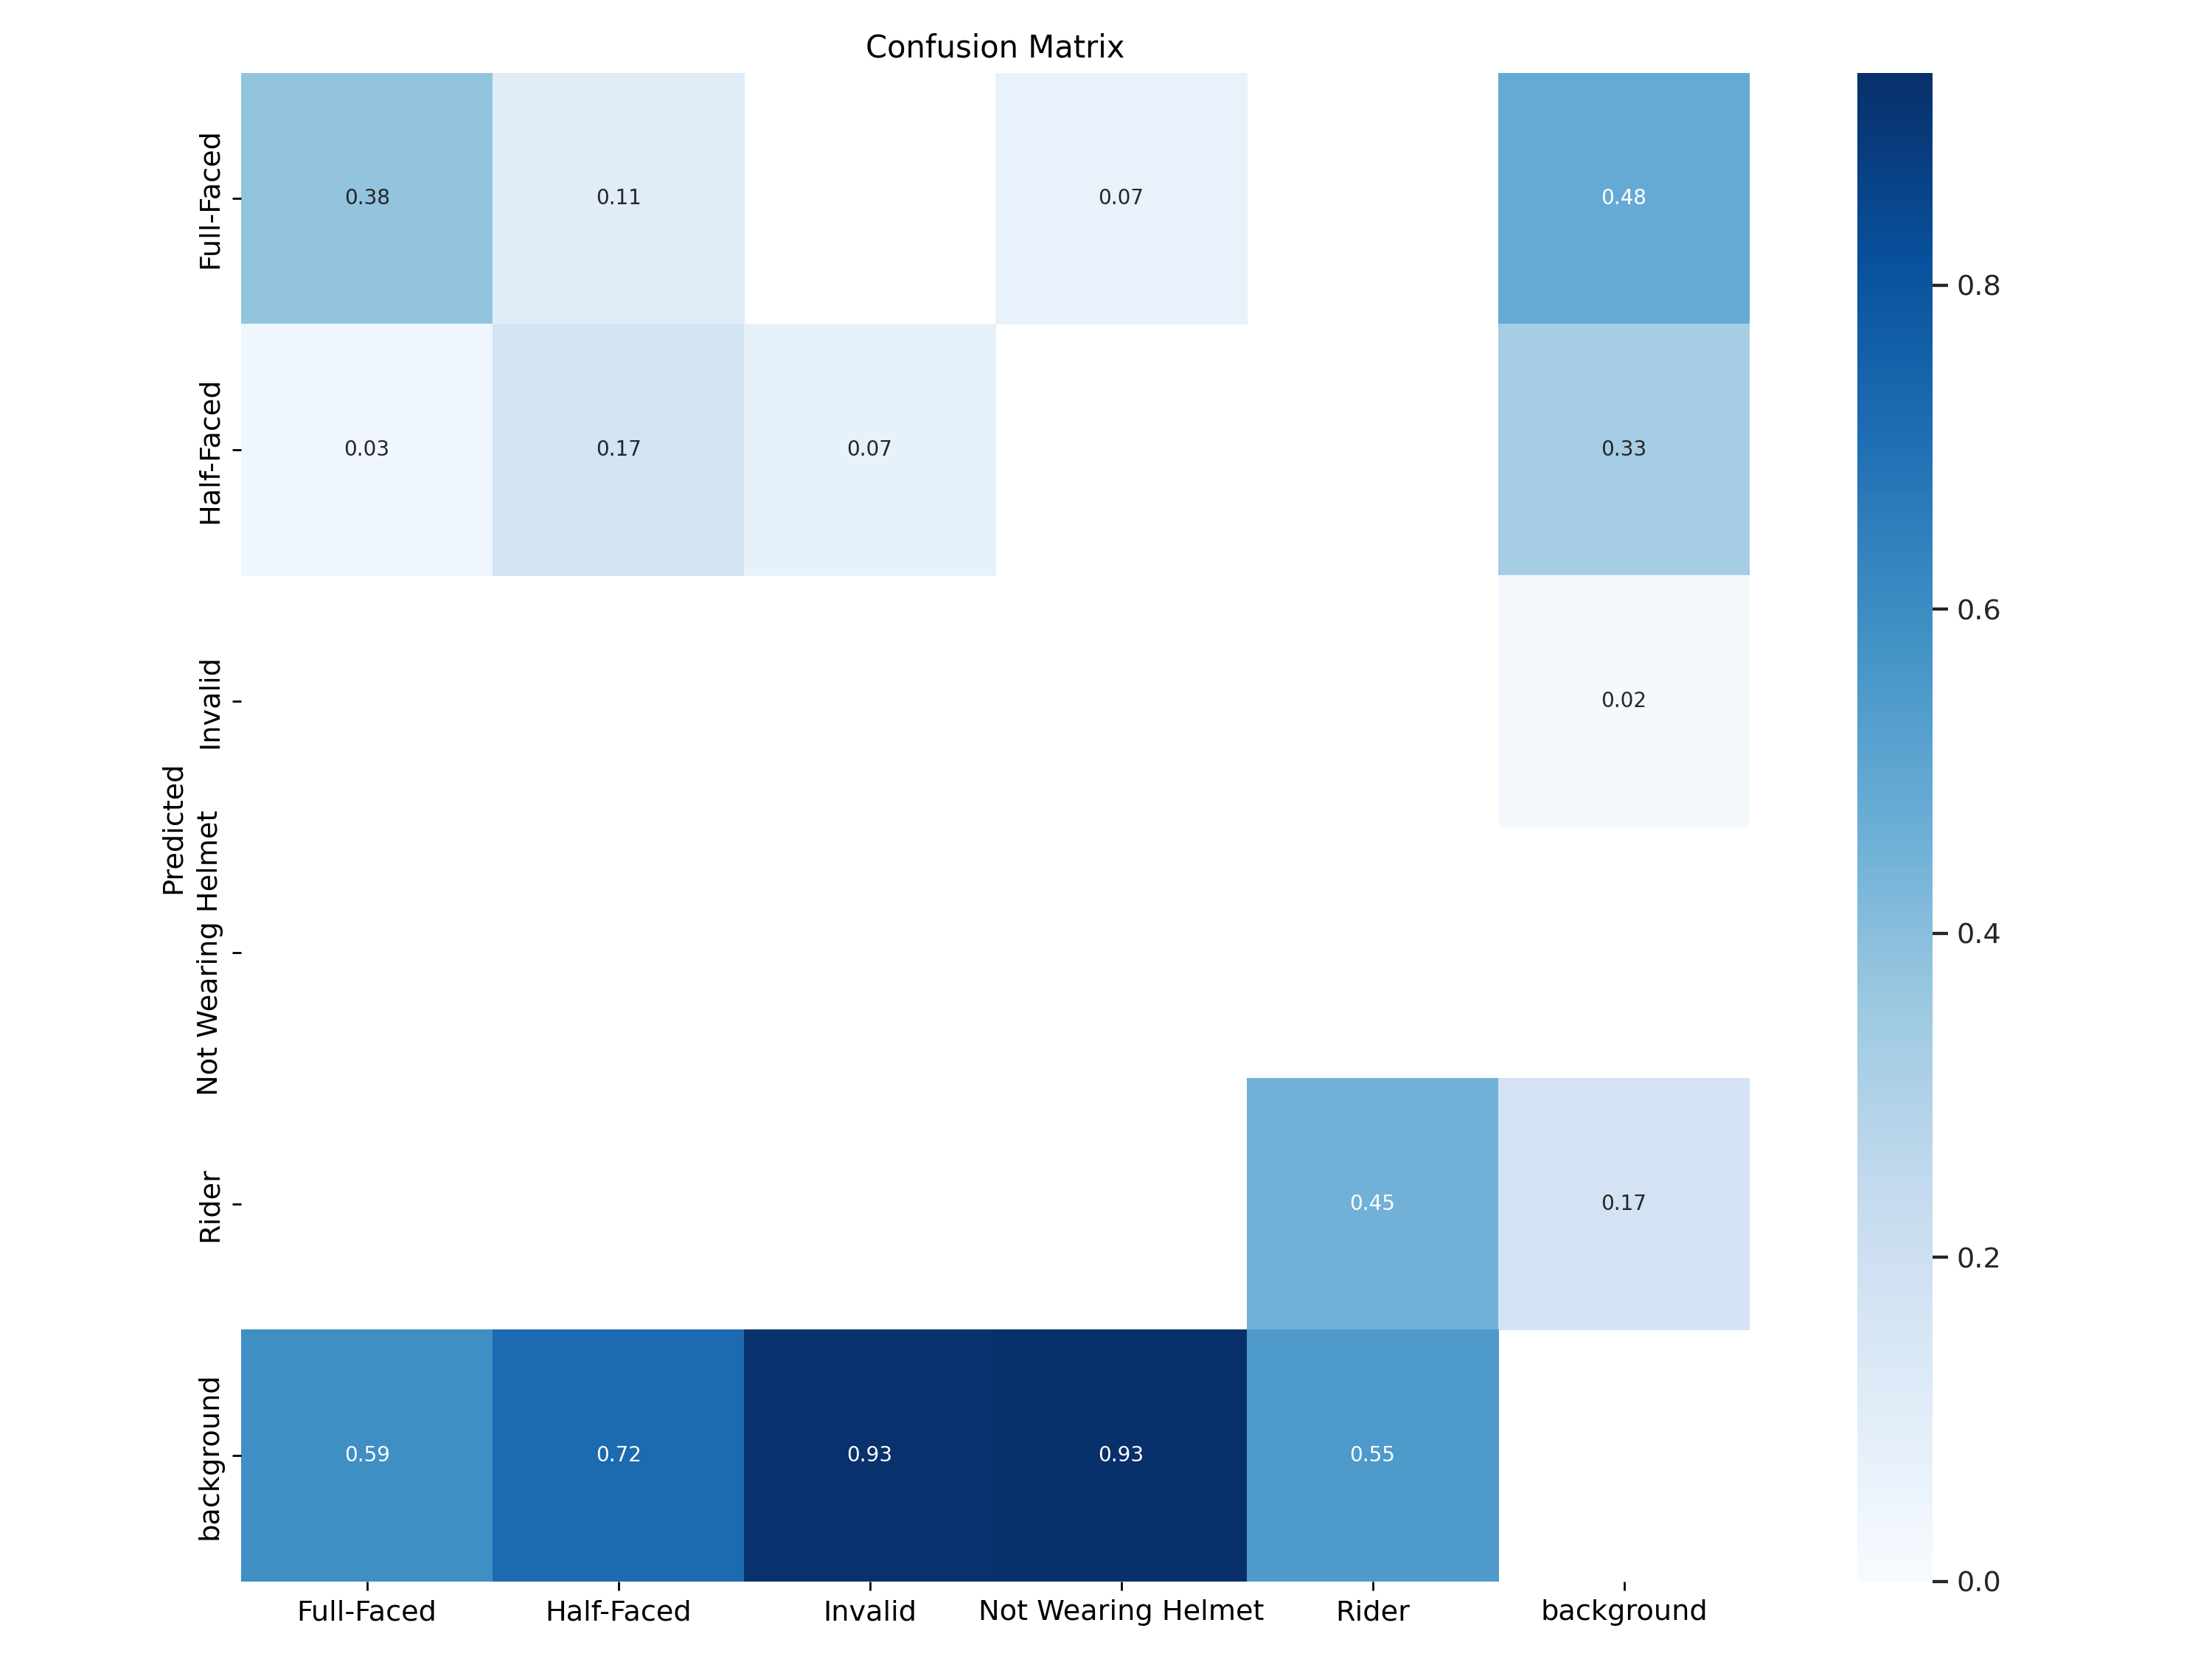 Confusion Matrix
Predicted
Full-Faced
0.38 0.11 0.07 0.48
Half-Faced
0.03 0.17 0.07 0.33
Invalid
0.02
Not Wearing Helmet
Rider
0.45 0.17
background
0.59 0.72 0.93 0.93 0.55
Full-Faced Half-Faced Invalid Not Wearing Helmet Rider background
0.8
0.6
0.4
0.2
0.0